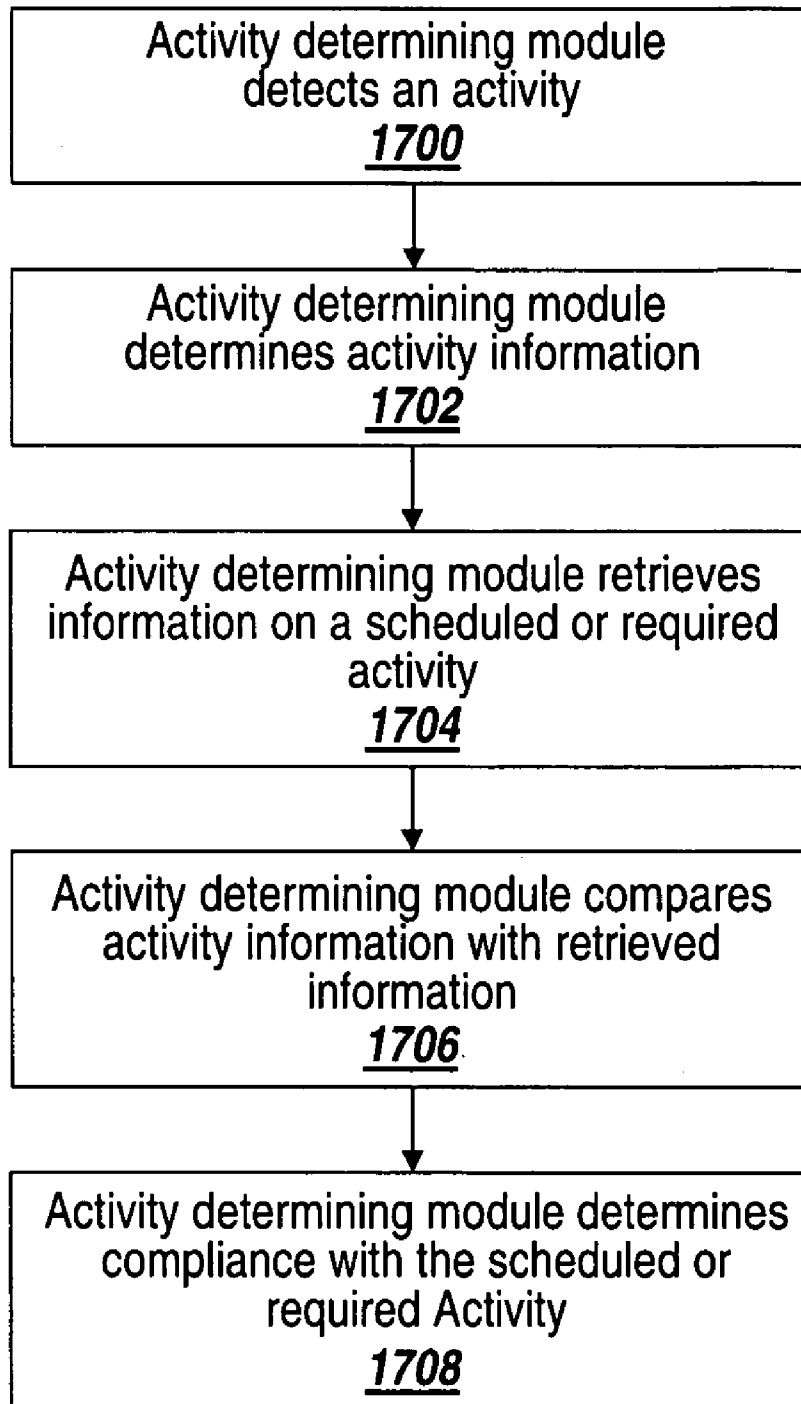 Activity determining module
detects an activity
1700
Activity determining module
determines activity information
1702
Activity determining module retrieves
information on a scheduled or required
activity
1704
Activity determining module compares
activity information with retrieved
information
1706
Activity determining module determines
compliance with the scheduled or
required Activity
1708